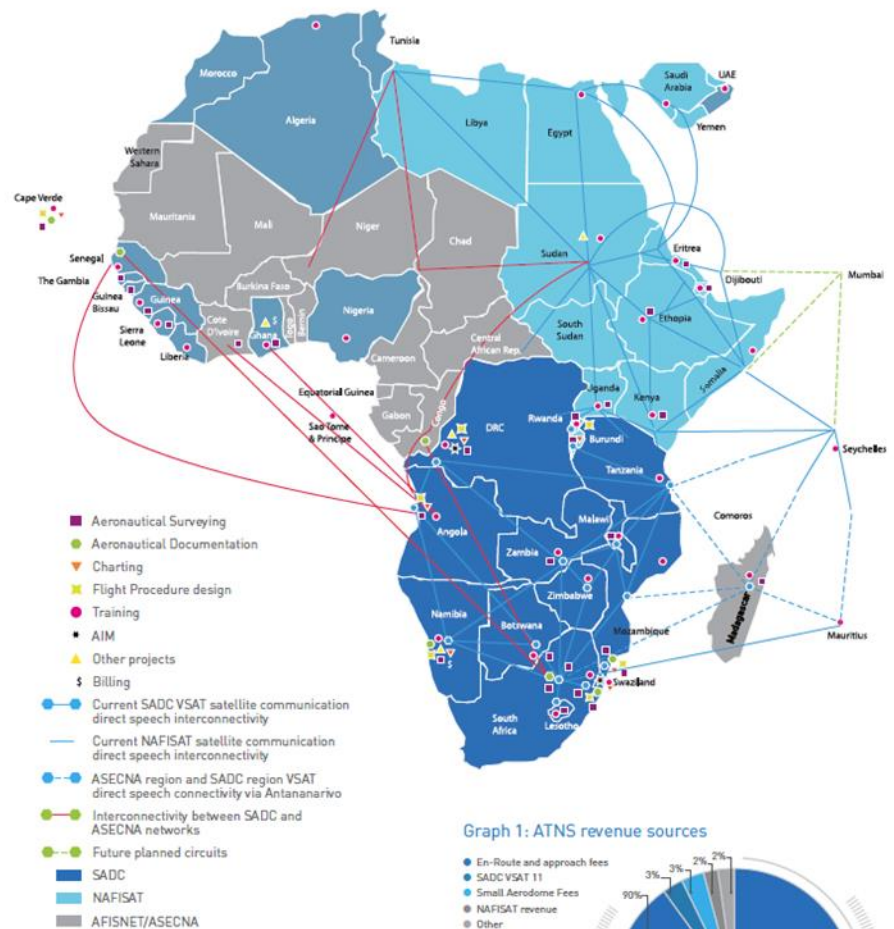 Tunisia
Morocco
Algeria
Libya
Egypt
Saudi
Arabia
UAE
Yemen
Western
Sahara
Cape Verde
Mauritania
Mali
Niger
Chad
Sudan
Eritrea
Djibouti
Mumbai
Senegal
The Gambia
Guinea
Bissau
Guinea
Sierra
Leone
Liberia
Cote
D'Ivoire
Burkina Faso
Ghana
$
Togo
Bernin
Nigeria
Cameroon
Central
African Rep.
South
Sudan
Ethiopia
Somalia
Equatorial Guinea
Sao Tome
& Principe
Gabon
Congo
DRC
Uganda
Kenya
Rwanda
Burundi
Tanzania
Seychelles
Comoros
Angola
Zambia
Malawi
Zimbabwe
Mozambique
Madagascar
Mauritius
Namibia
$
Botswana
Swaziland
South
Africa
Lesotho
Aeronautical Surveying
Aeronautical Documentation
Charting
Flight Procedure design
Training
AIM
Other projects
$ Billing
Current SADC VSAT satellite communication
direct speech interconnectivity
Current NAFISAT satellite communication
direct speech interconnectivity
ASECNA region and SADC region VSAT
direct speech connectivity via Antananarivo
Interconnectivity between SADC and
ASECNA networks
Future planned circuits
SADC
NAFISAT
AFISNET/ASECNA
Graph 1: ATNS revenue sources
En-Route and approach fees
SADC VSAT 11
Small Aerodome Fees
NAFISAT revenue
Other
90%
3%
3%
2%
2%